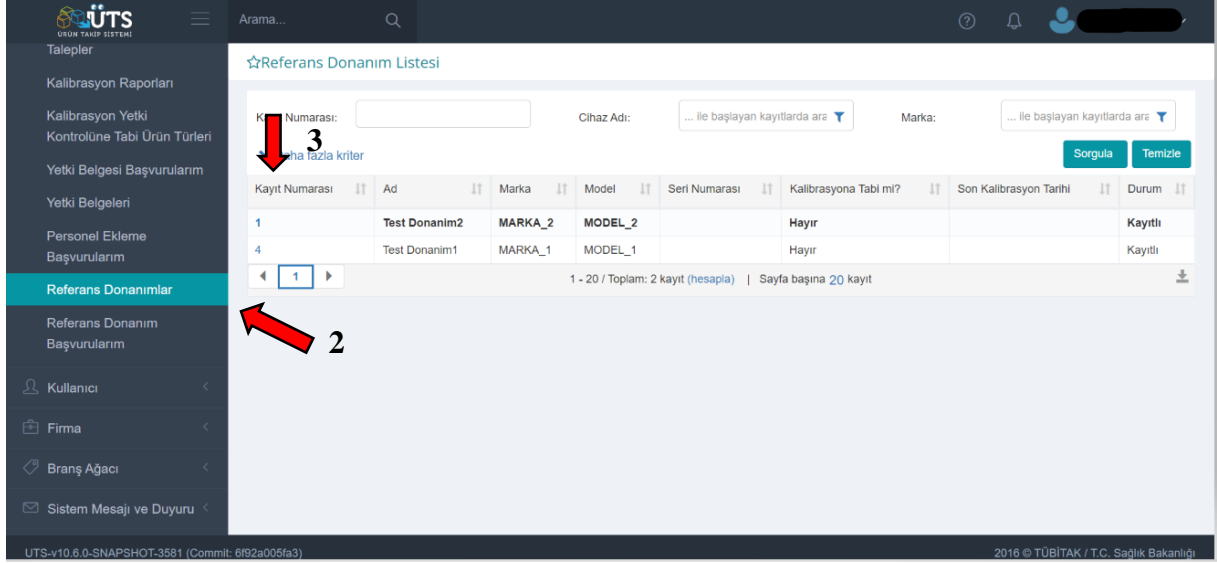 ÜTS
ÜRÜN TAKİP SİSTEMİ
Arama...
Talepler
Kalibrasyon Raporları
Kalibrasyon Yetki
Kontrolüne Tabi Ürün Türleri
Yetki Belgesi Başvurularım
Yetki Belgeleri
Personel Ekleme
Başvurularım
Referans Donanımlar
Referans Donanım
Başvurularım
Kullanıcı
Firma
Branş Ağacı
Sistem Mesajı ve Duyuru
Referans Donanım Listesi
Numarası:
Cihaz Adı:
... ile başlayan kayıtlarda ara
Marka:
... ile başlayan kayıtlarda ara
3
fazla kriter
Sorgula
Temizle
Kayıt Numarası Ad Marka Model Seri Numarası Kalibrasyona Tabi mi? Son Kalibrasyon Tarihi Durum
1 Test Donanim2 MARKA_2 MODEL_2 Hayır Kayıtlı
4 Test Donanim1 MARKA_1 MODEL_1 Hayır Kayıtlı
1
1 - 20 / Toplam: 2 kayıt (hesapla) | Sayfa başına 20 kayıt
2
UTS-v10.6.0-SNAPSHOT-3581 (Commit: 6f92a005fa3)
2016 © TÜBİTAK / T.C. Sağlık Bakanlığı